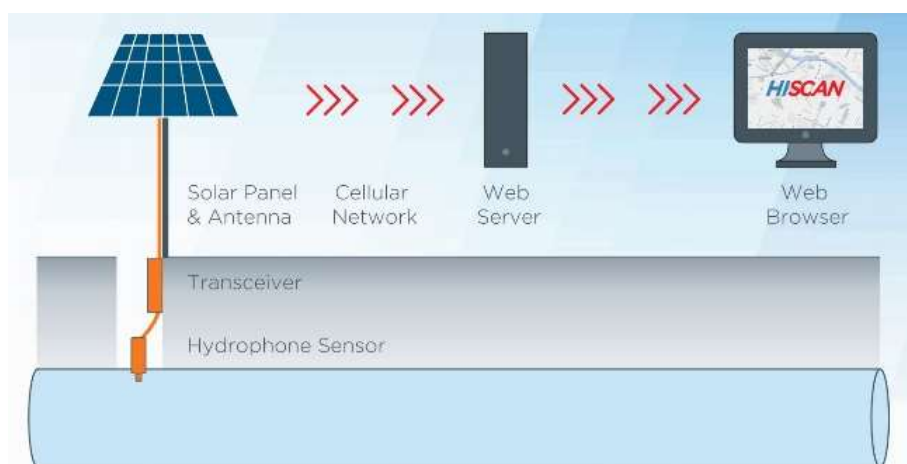 HISCAN
Solar Panel
& Antenna
Cellular
Network
Web
Server
Web
Browser
Transceiver
Hydrophone Sensor